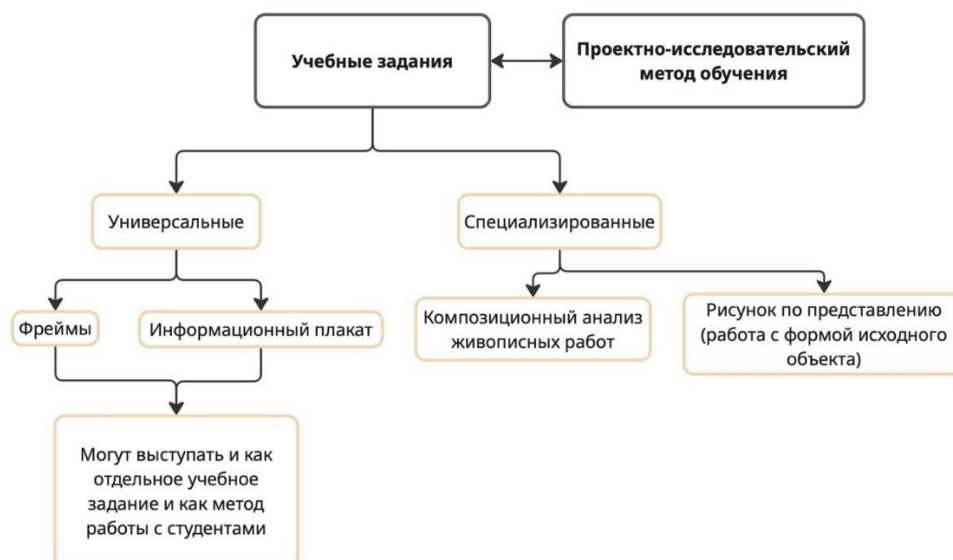 Учебные задания
Проектно-исследовательский
метод обучения
Универсальные
Специализированные
Фреймы
Информационный плакат
Композиционный анализ
живописных работ
Рисунок по представлению
(работа с формой исходного
объекта)
Могут выступать и как
отдельное учебное
задание и как метод
работы с студентами